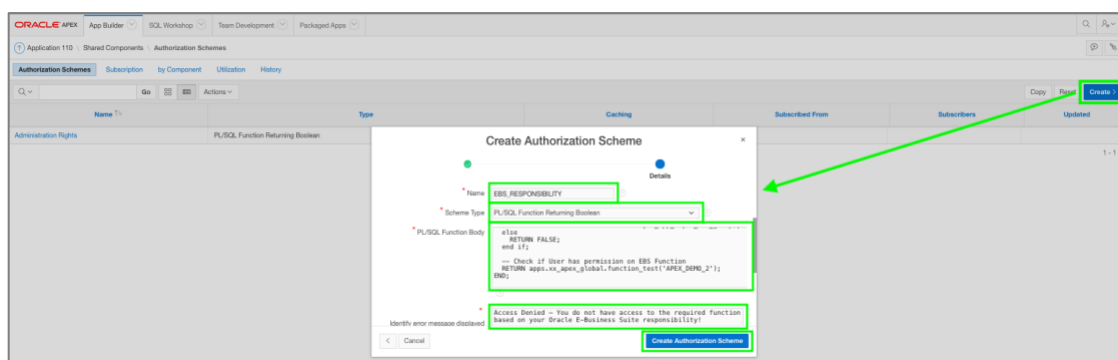 ORACLE APEX App Builder SQL Workshop Team Development Packaged Apps
Application 110 \ Shared Components \ Authorization Schemes
Authorization Schemes Subscription by Component Utilization History
Go Actions Copy Reset Create >
Name Type Caching Subscribed From Subscribers Updated
Administration Rights PL/SQL Function Returning Boolean
1 - 1
Create Authorization Scheme
Details
* Name EBS_RESPONSIBILITY
* Scheme Type PL/SQL Function Returning Boolean
* PL/SQL Function Body
else
RETURN FALSE;
end if;
-- Check if User has permission on EBS Function
RETURN apps.xx_apex_global.function_test('APEX_DEMO_2');
END;
*
Identify error message displayed
Access Denied – You do not have access to the required function
based on your Oracle E-Business Suite responsibility!
< Cancel Create Authorization Scheme